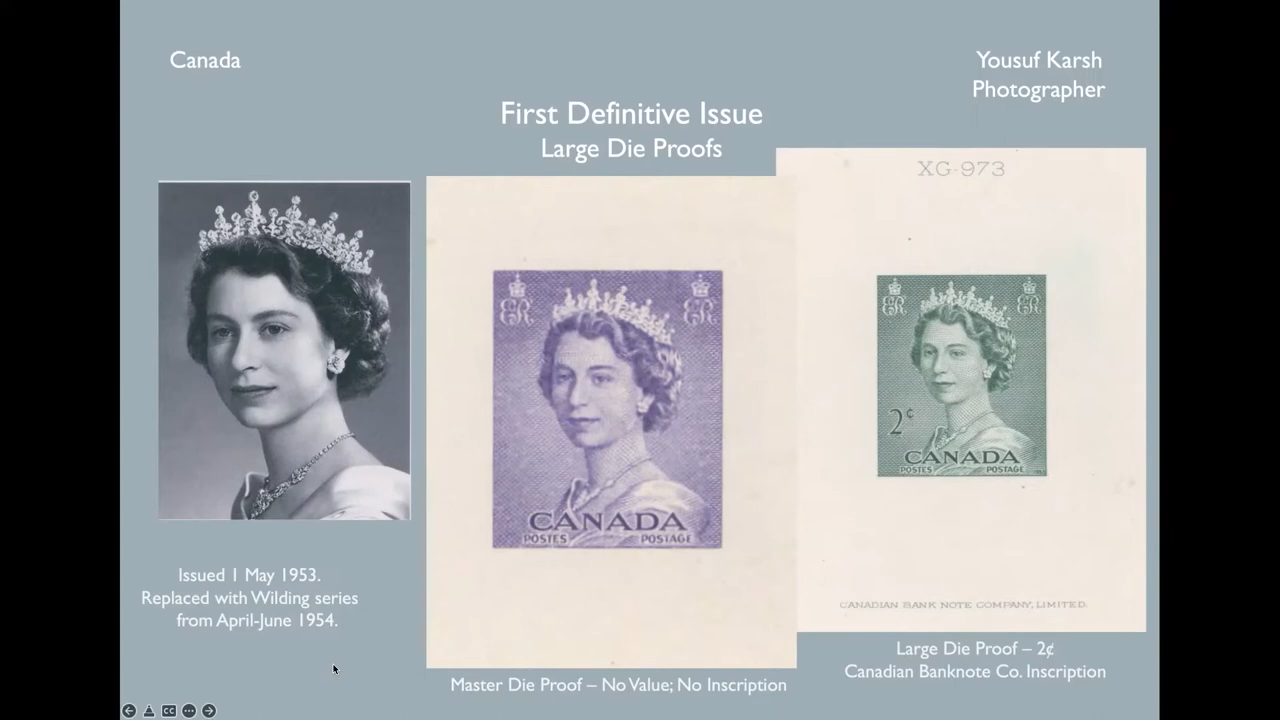 Canada
Yousuf Karsh
Photographer
First Definitive Issue
Large Die Proofs
XG-973
2¢
CANADA
POSTES POSTAGE
CANADA
POSTES POSTAGE
CANADIAN BANK NOTE COMPANY, LIMITED.
Issued 1 May 1953.
Replaced with Wilding series
from April-June 1954.
Master Die Proof – No Value; No Inscription
Large Die Proof – 2¢
Canadian Banknote Co. Inscription
CC